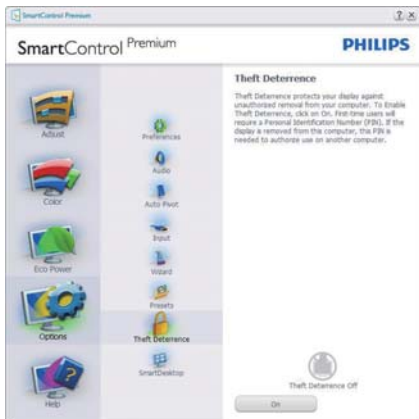 SmartControl Premium
SmartControl Premium
PHILIPS
Adjust
Color
Eco Power
Options
Help
Preferences
Audio
Auto Pivot
Input
Wizard
Presets
Theft Deterrence
SmartDesktop
Theft Deterrence
Theft Deterrence protects your display against
unauthorized removal from your computer. To Enable
Theft Deterrence, click on On. First-time users will
require a Personal Identification Number (PIN). If the
display is removed from this computer, this PIN is
needed to authorize use on another computer.
Theft Deterrence Off
On